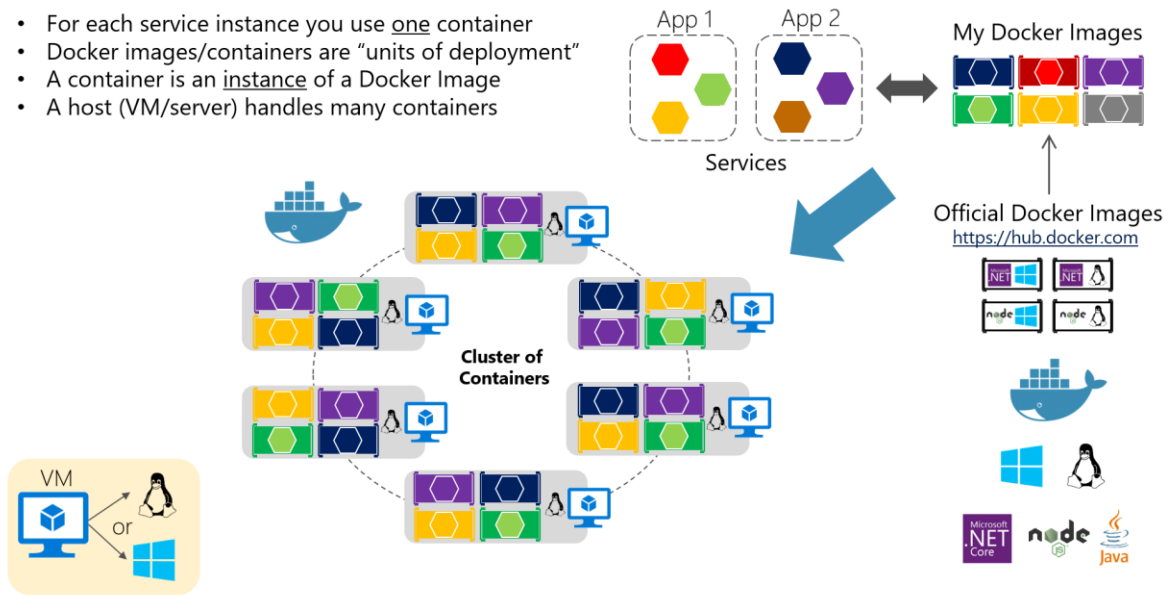 • For each service instance you use one container
• Docker images/containers are “units of deployment”
• A container is an instance of a Docker Image
• A host (VM/server) handles many containers
App 1
App 2
My Docker Images
Services
Official Docker Images
https://hub.docker.com
Microsoft
.NET
Microsoft
.NET
node
node
Cluster of
Containers
VM
or
Microsoft
.NET
Core
node
JS
Java